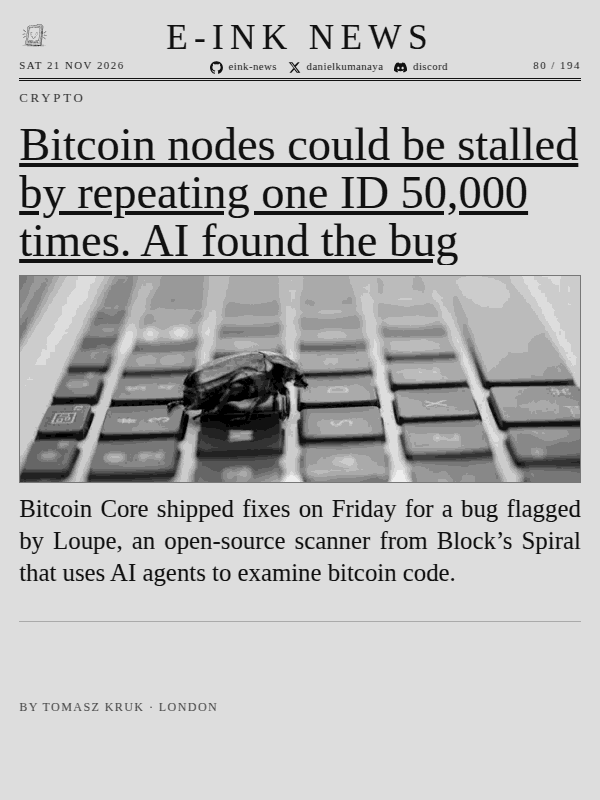 E-INK NEWS
SAT 21 NOV 2026
eink-news
danielkumanaya
discord
80 / 194
CRYPTO
Bitcoin nodes could be stalled
by repeating one ID 50,000
times. AI found the bug
Bitcoin Core shipped fixes on Friday for a bug flagged
by Loupe, an open-source scanner from Block’s Spiral
that uses AI agents to examine bitcoin code.
BY TOMASZ KRUK · LONDON